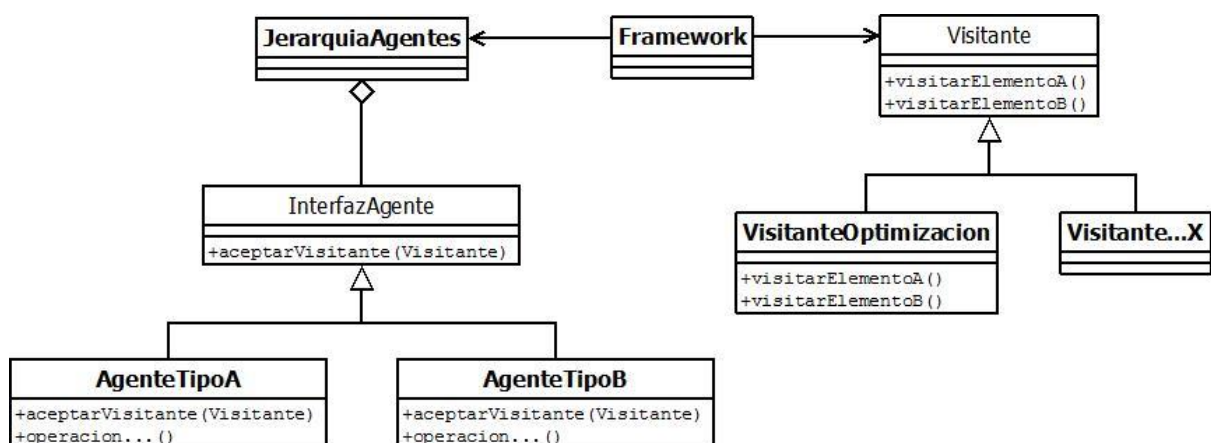 JerarquiaAgentes
Framework
Visitante
+visitarElementoA()
+visitarElementoB()
InterfazAgente
+aceptarVisitante(Visitante)
VisitanteOptimizacion
+visitarElementoA()
+visitarElementoB()
Visitante...X
AgenteTipoA
+aceptarVisitante(Visitante)
+operacion...()
AgenteTipoB
+aceptarVisitante(Visitante)
+operacion...()